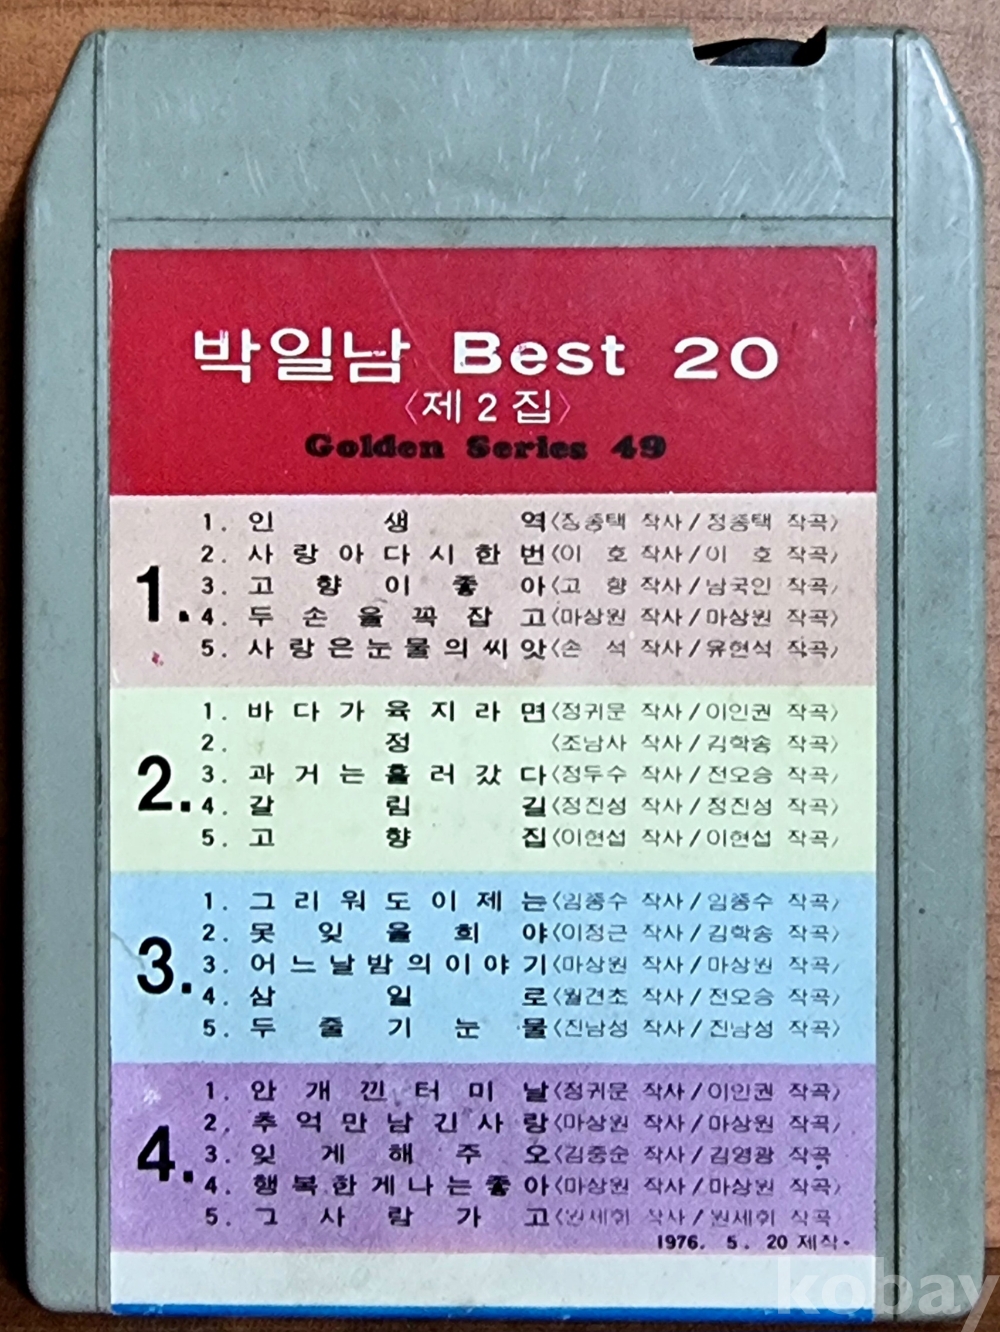 박일남 Best 20
〈제2집〉
Golden Series 49
1.
1. 인생역〈정종택 작사/정종택 작곡〉
2. 사랑아다시한번〈이호 작사/이호 작곡〉
3. 고향이좋아〈고향 작사/남국인 작곡〉
4. 두손을꼭잡고〈마상원 작사/마상원 작곡〉
5. 사랑은눈물의씨앗〈손석 작사/유현석 작곡〉
2.
1. 바다가육지라면〈정귀문 작사/이인권 작곡〉
2. 정〈조남사 작사/김학송 작곡〉
3. 과거는흘러갔다〈정두수 작사/전오승 작곡〉
4. 갈림길〈정진성 작사/정진성 작곡〉
5. 고향집〈이현섭 작사/이현섭 작곡〉
3.
1. 그리워도이제는〈임종수 작사/임종수 작곡〉
2. 못잊을희야〈이정근 작사/김학송 작곡〉
3. 어느날밤의이야기〈마상원 작사/마상원 작곡〉
4. 삼일로〈월견초 작사/전오승 작곡〉
5. 두줄기눈물〈진남성 작사/진남성 작곡〉
4.
1. 안개낀터미날〈정귀문 작사/이인권 작곡〉
2. 추억만남긴사랑〈마상원 작사/마상원 작곡〉
3. 잊게해주오〈김중순 작사/김영광 작곡
4. 행복한게나는좋아〈마상원 작사/마상원 작곡〉
5. 그사람가고〈원세휘 작사/원세휘 작곡
1976. 5. 20 제작.
kobay